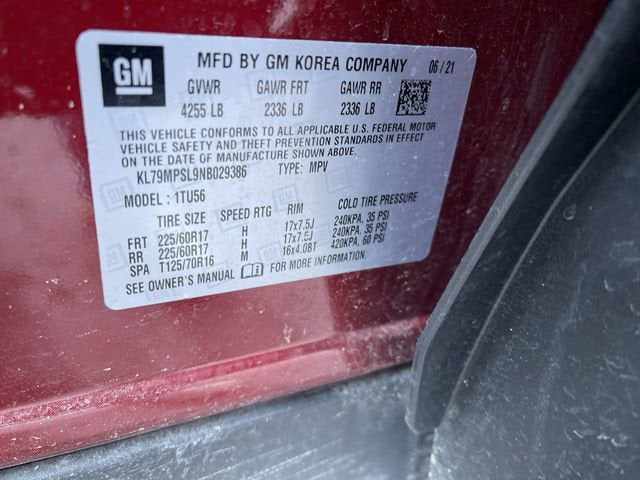 GM
MFD BY GM KOREA COMPANY 06/21
GVWR GAWR FRT GAWR RR
4255 LB 2336 LB 2336 LB
THIS VEHICLE CONFORMS TO ALL APPLICABLE U.S. FEDERAL MOTOR
VEHICLE SAFETY AND THEFT PREVENTION STANDARDS IN EFFECT
ON THE DATE OF MANUFACTURE SHOWN ABOVE.
KL79MPSL9NB029386 TYPE: MPV
MODEL: 1TU56
TIRE SIZE SPEED RTG RIM COLD TIRE PRESSURE
FRT 225/60R17 H 17x7.5J 240KPA, 35 PSI
RR 225/60R17 H 17x7.5J 240KPA, 35 PSI
SPA T125/70R16 M 16x4.0BT 420KPA, 60 PSI
SEE OWNER'S MANUAL FOR MORE INFORMATION.